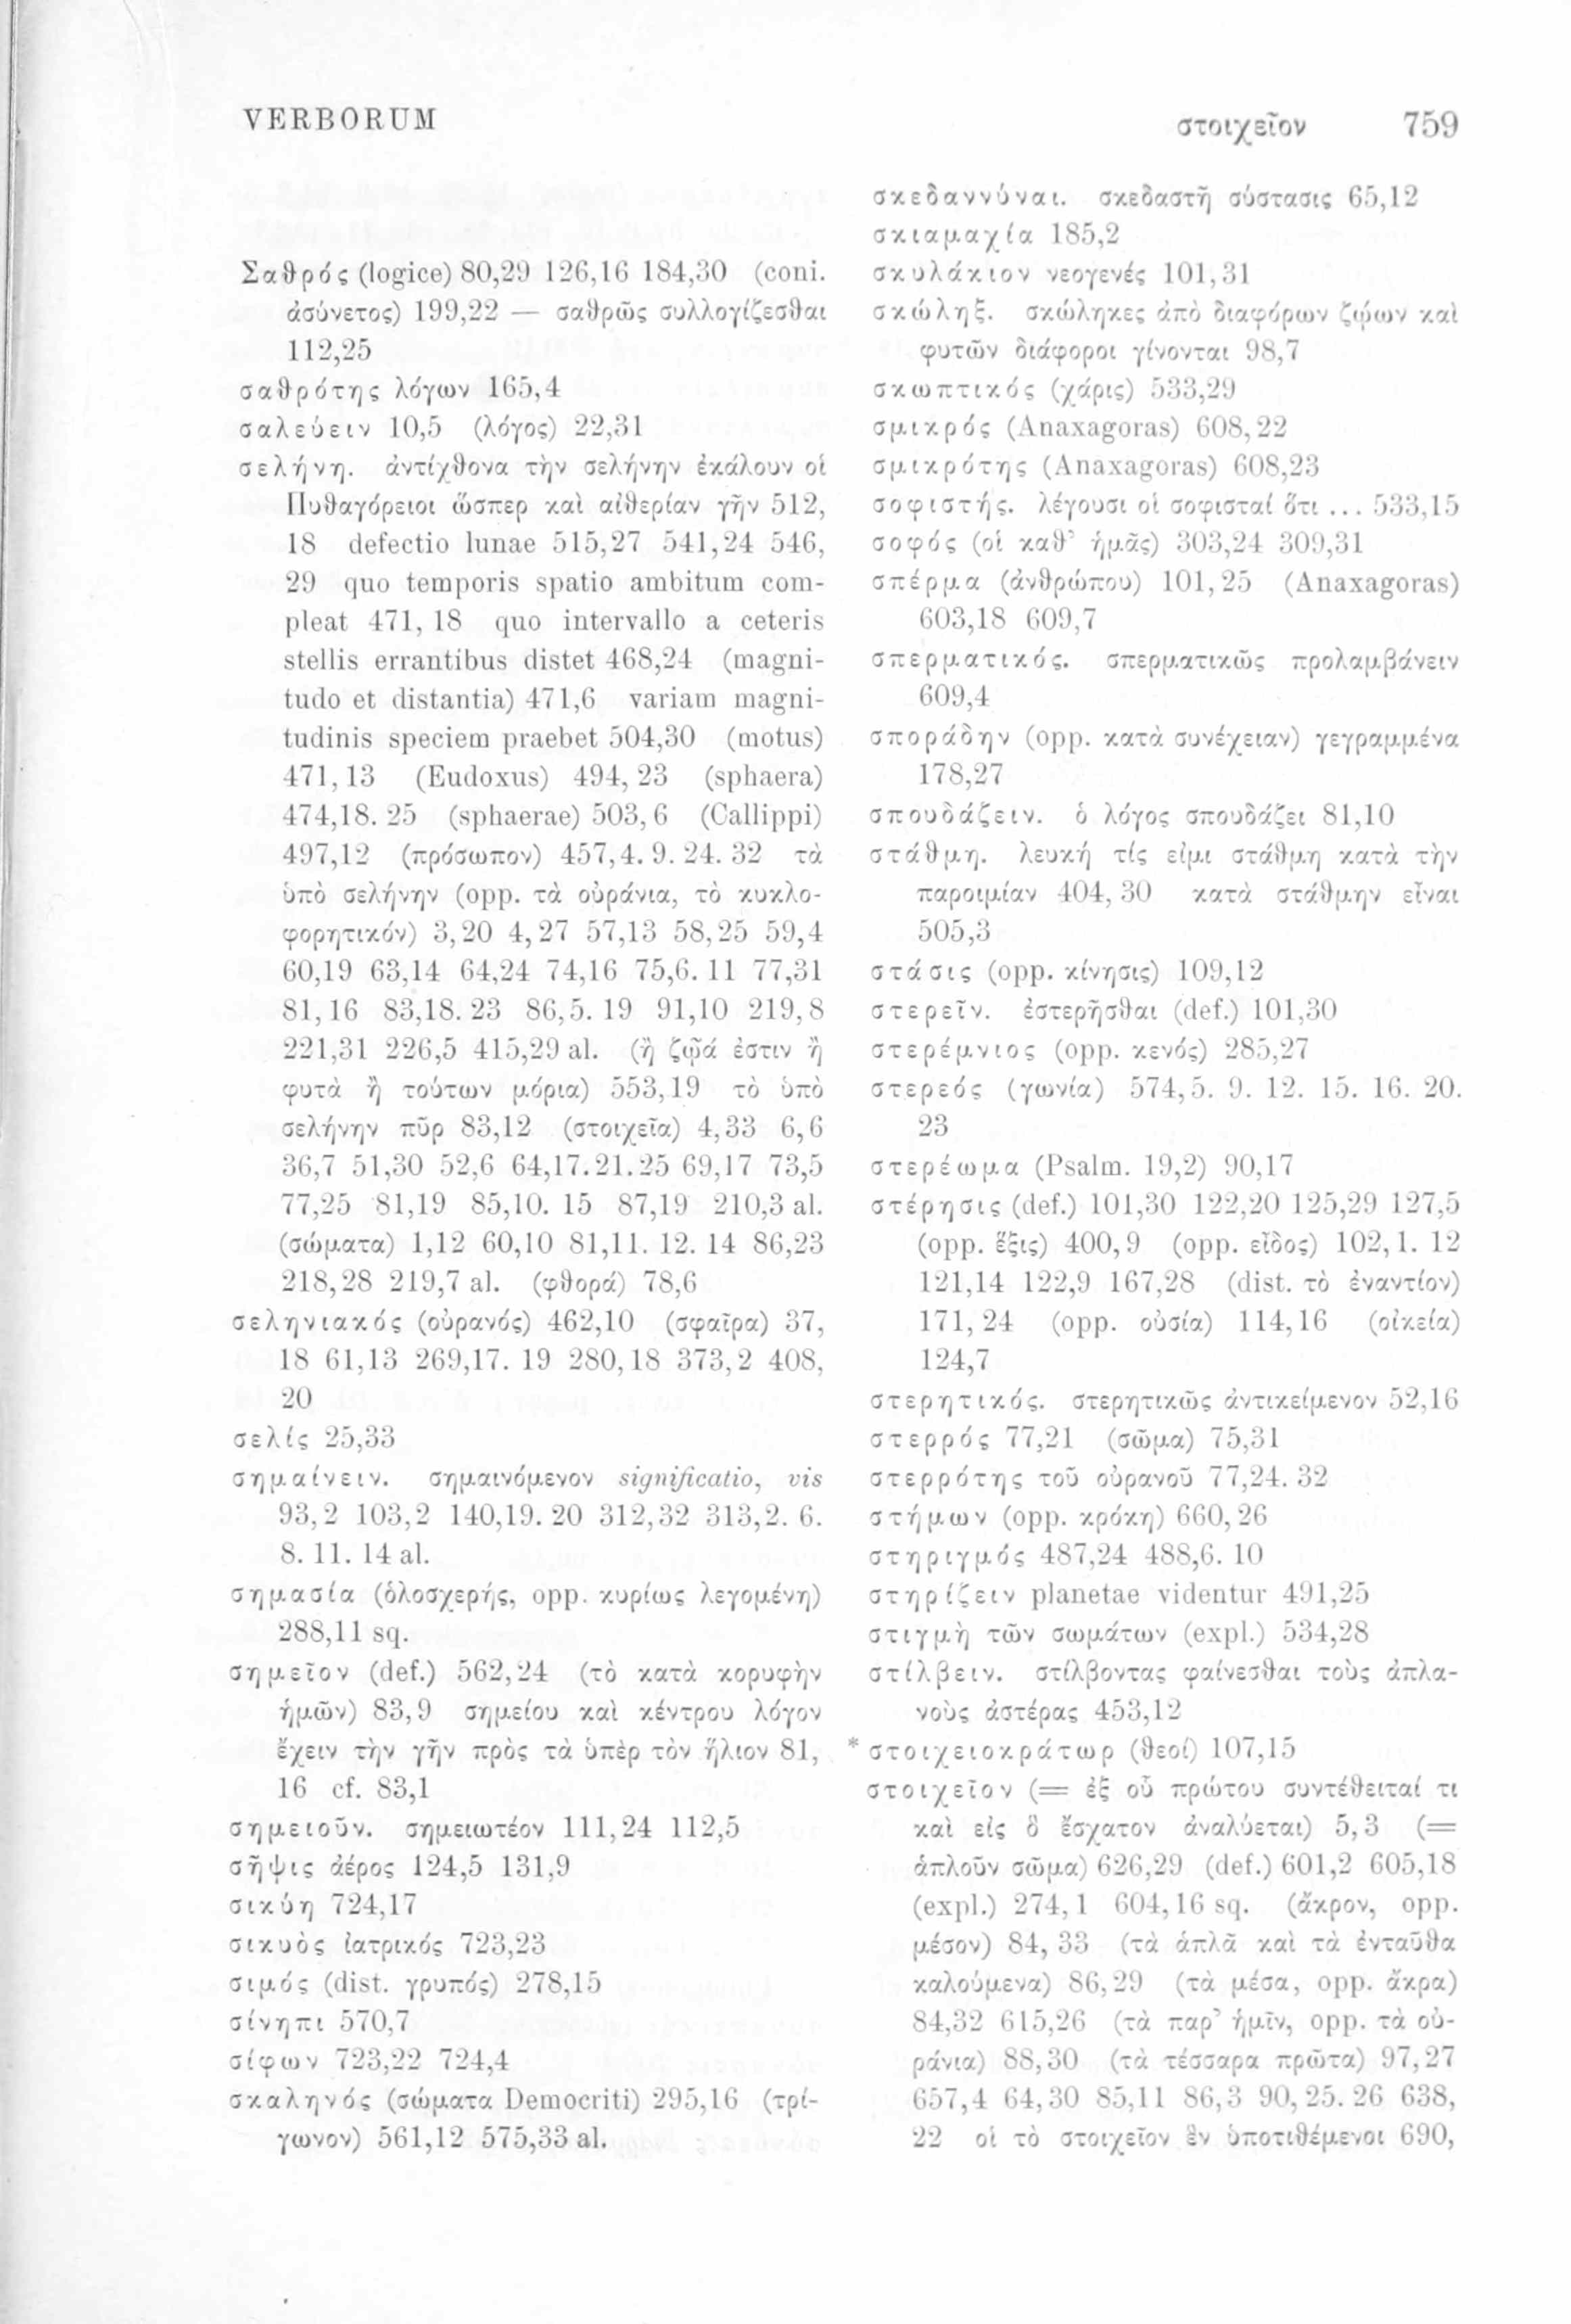 VERBORUM
στοιχεῖον 759
Σαθρός (logice) 80,29 126,16 184,30 (coni.
ἀσύνετος) 199,22 — σαθρῶς συλλογίζεσθαι
112,25
σαθρότης λόγων 165,4
σαλεύειν 10,5 (λόγος) 22,31
σελήνη. ἀντίχθονα τὴν σελήνην ἐκάλουν οἱ
Πυθαγόρειοι ὥσπερ καὶ αἰθερίαν γῆν 512,
18 defectio lunae 515,27 541,24 546,
29 quo temporis spatio ambitum com-
pleat 471, 18 quo intervallo a ceteris
stellis errantibus distet 468,24 (magni-
tudo et distantia) 471,6 variam magni-
tudinis speciem praebet 504,30 (motus)
471,13 (Eudoxus) 494, 23 (sphaera)
474,18. 25 (sphaerae) 503, 6 (Callippi)
497,12 (πρόσωπον) 457,4. 9. 24. 32 τὰ
ὑπὸ σελήνην (opp. τὰ οὐράνια, τὸ κυκλο-
φορητικόν) 3,20 4,27 57,13 58,25 59,4
60,19 63,14 64,24 74,16 75,6. 11 77,31
81,16 83,18. 23 86,5. 19 91,10 219,8
221,31 226,5 415,29 al. (ἢ ζῷά ἐστιν ἢ
φυτὰ ἢ τούτων μόρια) 553,19 τὸ ὑπὸ
σελήνην πῦρ 83,12 (στοιχεῖα) 4,33 6,6
36,7 51,30 52,6 64,17.21.25 69,17 73,5
77,25 81,19 85,10. 15 87,19 210,3 al.
(σώματα) 1,12 60,10 81,11. 12. 14 86,23
218,28 219,7 al. (φθορά) 78,6
σεληνιακός (οὐρανός) 462,10 (σφαῖρα) 37,
18 61,13 269,17. 19 280,18 373,2 408,
20
σελίς 25,33
σημαίνειν. σημαινόμενον significatio, vis
93,2 103,2 140,19. 20 312,32 313,2. 6.
8. 11. 14 al.
σημασία (ὁλοσχερής, opp. κυρίως λεγομένη)
288,11 sq.
σημεῖον (def.) 562,24 (τὸ κατὰ κορυφὴν
ἡμῶν) 83,9 σημείου καὶ κέντρου λόγον
ἔχειν τὴν γῆν πρὸς τὰ ὑπὲρ τὸν ἥλιον 81,
16 cf. 83,1
σημειοῦν. σημειωτέον 111,24 112,5
σῆψις ἀέρος 124,5 131,9
σικύη 724,17
σικυὸς ἰατρικός 723,23
σιμός (dist. γρυπός) 278,15
σίνηπι 570,7
σίφων 723,22 724,4
σκαληνός (σώματα Democriti) 295,16 (τρί-
γωνον) 561,12 575,33 al.
σκεδαννύναι. σκεδαστῆ σύστασις 65,12
σκιαμαχία 185,2
σκυλάκιον νεογενές 101,31
σκώληξ. σκώληκες ἀπὸ διαφόρων ζῴων καὶ
φυτῶν διάφοροι γίνονται 98,7
σκωπτικός (χάρις) 533,29
σμικρός (Anaxagoras) 608,22
σμικρότης (Anaxagoras) 608,23
σοφιστής. λέγουσι οἱ σοφισταί ὅτι ... 533,15
σοφός (οἱ καθ’ ἡμᾶς) 303,24 309,31
σπέρμα (ἀνθρώπου) 101,25 (Anaxagoras)
603,18 609,7
σπερματικός. σπερματικῶς προλαμβάνειν
609,4
σποράδην (opp. κατὰ συνέχειαν) γεγραμμένα
178,27
σπουδάζειν. ὁ λόγος σπουδάζει 81,10
στάθμη. λευκή τίς εἰμι στάθμη κατὰ τὴν
παροιμίαν 404, 30 κατὰ στάθμην εἶναι
505,3
στάσις (opp. κίνησις) 109,12
στερεῖν. ἐστερῆσθαι (def.) 101,30
στερέμνιος (opp. κενός) 285,27
στερεός (γωνία) 574,5. 9. 12. 15. 16. 20.
23
στερέωμα (Psalm. 19,2) 90,17
στέρησις (def.) 101,30 122,20 125,29 127,5
(opp. ἕξις) 400,9 (opp. εἶδος) 102,1. 12
121,14 122,9 167,28 (dist. τὸ ἐναντίον)
171, 24 (opp. οὐσία) 114,16 (οἰκεία)
124,7
στερητικός. στερητικῶς ἀντικείμενον 52,16
στερρός 77,21 (σῶμα) 75,31
στερρότης τοῦ οὐρανοῦ 77,24. 32
στήμων (opp. κρόκη) 660,26
στηριγμός 487,24 488,6. 10
στηρίζειν planetae videntur 491,25
στιγμὴ τῶν σωμάτων (expl.) 534,28
στίλβειν. στίλβοντας φαίνεσθαι τοὺς ἀπλα-
νοὺς ἀστέρας 453,12
*στοιχειοκράτωρ (θεοί) 107,15
στοιχεῖον (= ἐξ οὗ πρώτου συντέθειταί τι
καὶ εἰς ὃ ἔσχατον ἀναλύεται) 5,3 (=
ἁπλοῦν σῶμα) 626,29 (def.) 601,2 605,18
(expl.) 274,1 604,16 sq. (ἄκρον, opp.
μέσον) 84, 33 (τὰ ἁπλᾶ καὶ τὰ ἐνταῦθα
καλούμενα) 86,29 (τὰ μέσα, opp. ἄκρα)
84,32 615,26 (τὰ παρ’ ἡμῖν, opp. τὰ οὐ-
ράνια) 88,30 (τὰ τέσσαρα πρῶτα) 97,27
657,4 64,30 85,11 86,3 90,25. 26 638,
22 οἱ τὸ στοιχεῖον ἓν ὑποτιθέμενοι 690,